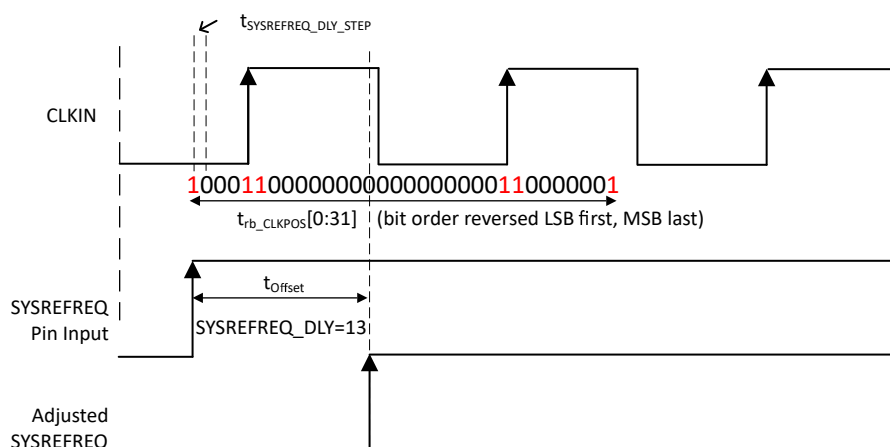 tSYSREFREQ_DLY_STEP
CLKIN
10001100000000000000000110000001
trb_CLKPOS[0:31] (bit order reversed LSB first, MSB last)
tOffset
SYSREFREQ
Pin Input
SYSREFREQ_DLY=13
Adjusted
SYSREFREQ